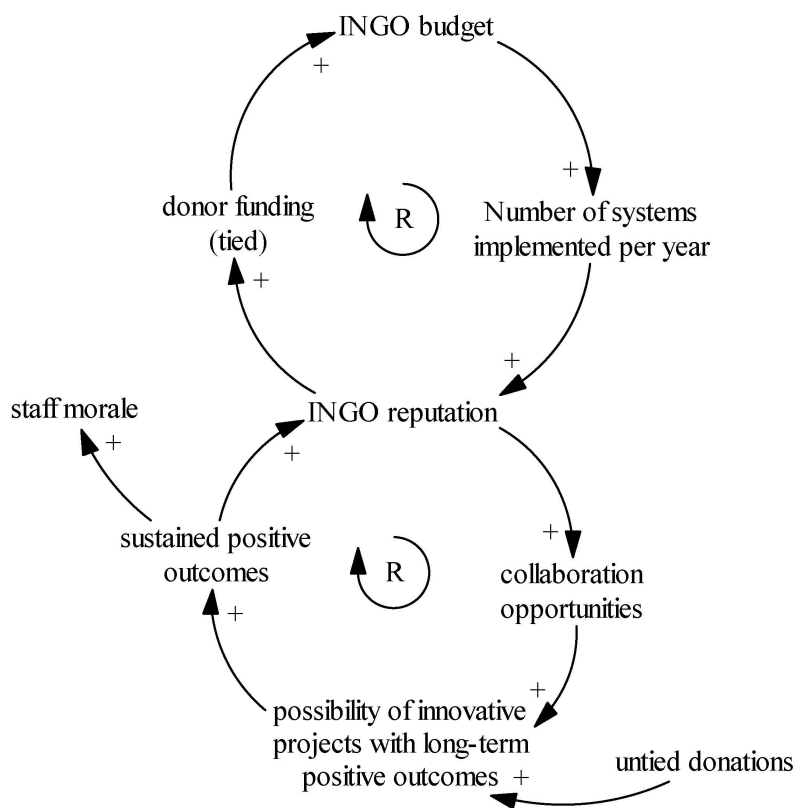 INGO budget
+
+
donor funding
(tied)
R
Number of systems
implemented per year
+
+
staff morale
INGO reputation
+
+
sustained positive
outcomes
+
R
collaboration
opportunities
+
+
possibility of innovative
projects with long-term
positive outcomes
+
untied donations